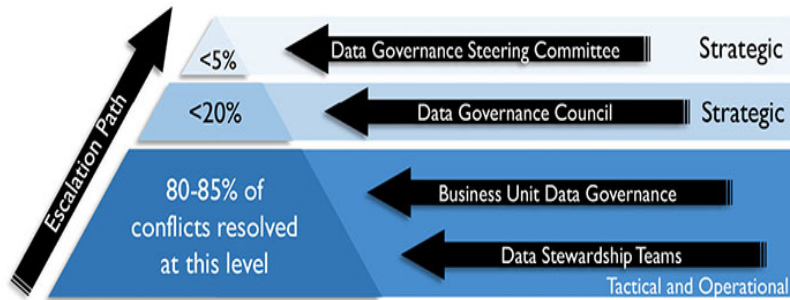 Escalation Path
<5%
Data Governance Steering Committee
Strategic
<20%
Data Governance Council
Strategic
80-85% of
conflicts resolved
at this level
Business Unit Data Governance
Data Stewardship Teams
Tactical and Operational